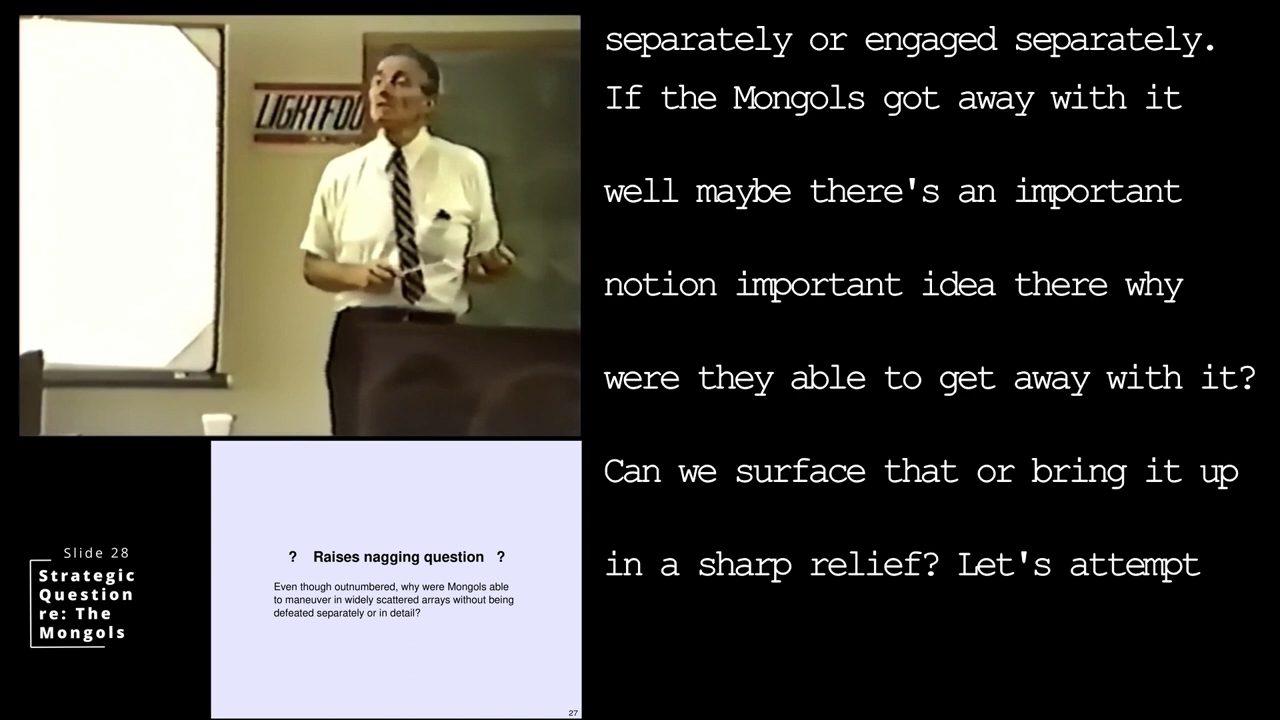 LIGHTFOO
separately or engaged separately.
If the Mongols got away with it
well maybe there's an important
notion important idea there why
were they able to get away with it?
Can we surface that or bring it up
in a sharp relief? Let's attempt
Slide 28
Strategic
Question
re: The
Mongols
? Raises nagging question ?
Even though outnumbered, why were Mongols able
to maneuver in widely scattered arrays without being
defeated separately or in detail?
27